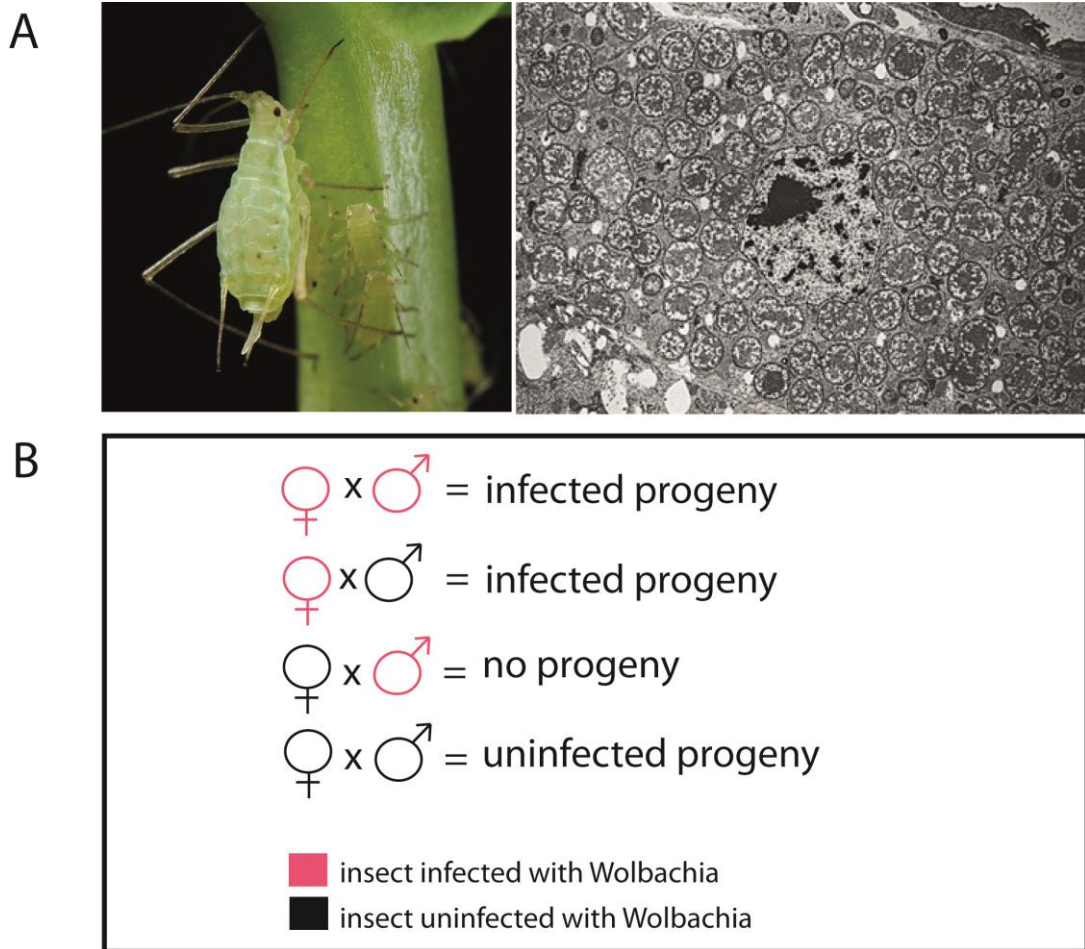 A
B
♀ x ♂ = infected progeny
♀ x ♂ = infected progeny
♀ x ♂ = no progeny
♀ x ♂ = uninfected progeny
insect infected with Wolbachia
insect uninfected with Wolbachia